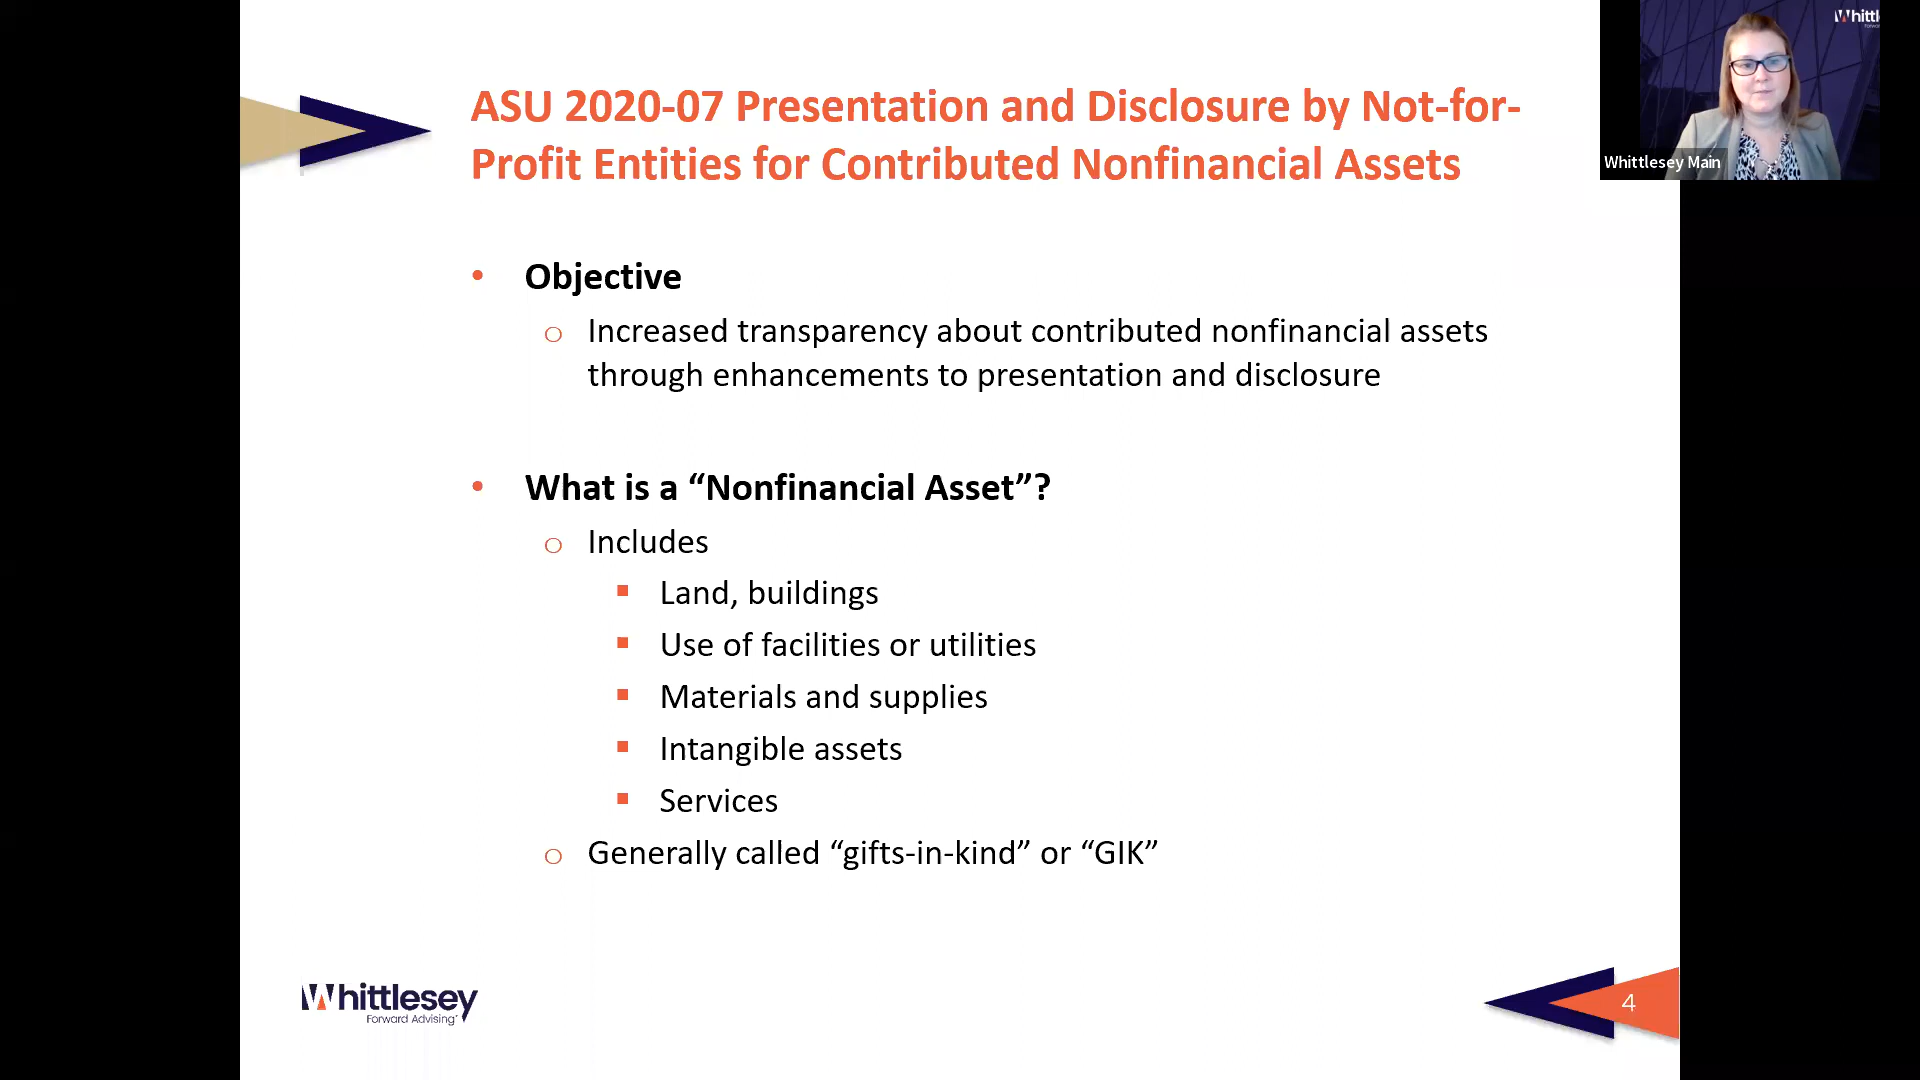 ASU 2020-07 Presentation and Disclosure by Not-for-
Profit Entities for Contributed Nonfinancial Assets
Whittlesey Main
• Objective
o Increased transparency about contributed nonfinancial assets
through enhancements to presentation and disclosure
• What is a “Nonfinancial Asset”?
o Includes
▪ Land, buildings
▪ Use of facilities or utilities
▪ Materials and supplies
▪ Intangible assets
▪ Services
o Generally called “gifts-in-kind” or “GIK”
Whittlesey
Forward Advising
4